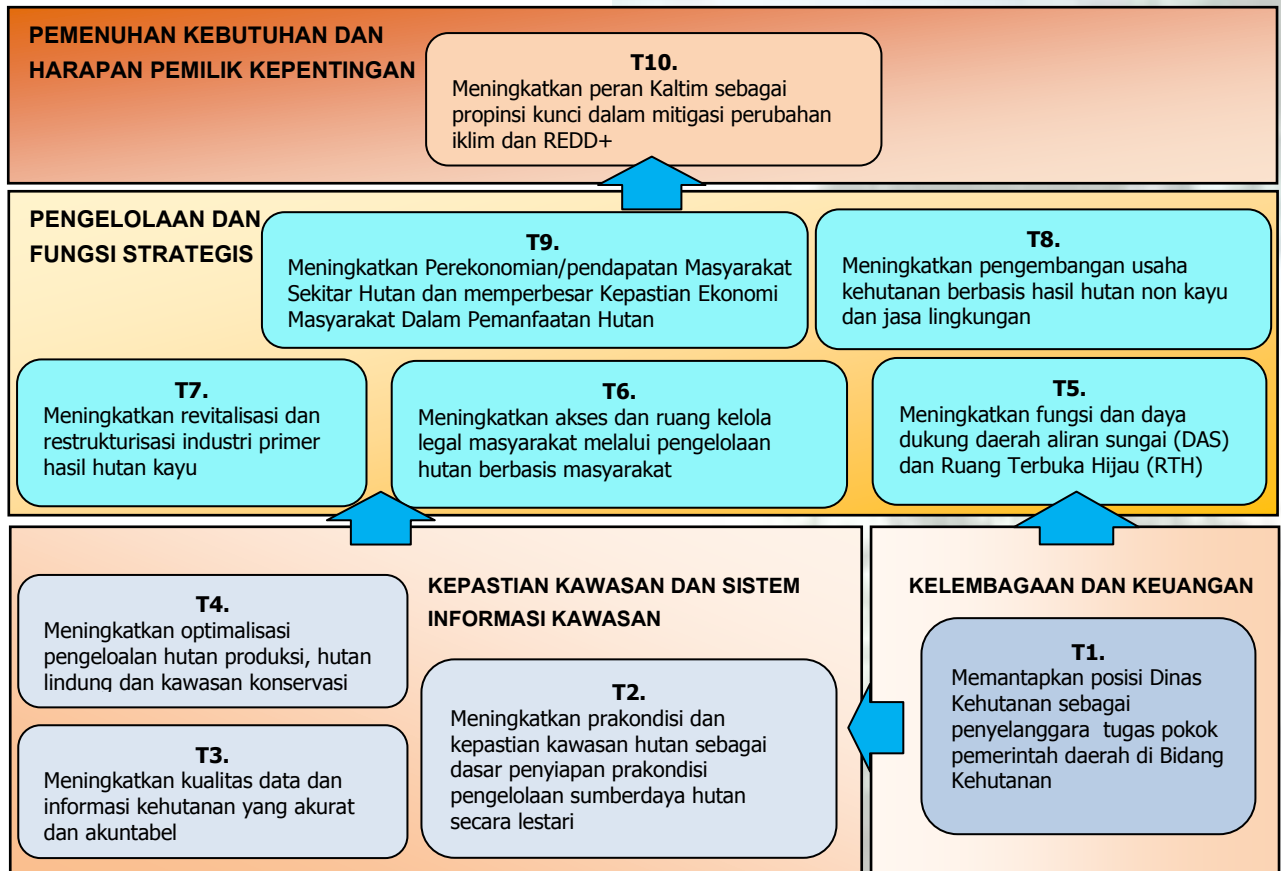 PEMENUHAN KEBUTUHAN DAN
HARAPAN PEMILIK KEPENTINGAN
T10.
Meningkatkan peran Kaltim sebagai
propinsi kunci dalam mitigasi perubahan
iklim dan REDD+
PENGELOLAAN DAN
FUNGSI STRATEGIS
T9.
Meningkatkan Perekonomian/pendapatan Masyarakat
Sekitar Hutan dan memperbesar Kepastian Ekonomi
Masyarakat Dalam Pemanfaatan Hutan
T8.
Meningkatkan pengembangan usaha
kehutanan berbasis hasil hutan non kayu
dan jasa lingkungan
T7.
Meningkatkan revitalisasi dan
restrukturisasi industri primer
hasil hutan kayu
T6.
Meningkatkan akses dan ruang kelola
legal masyarakat melalui pengelolaan
hutan berbasis masyarakat
T5.
Meningkatkan fungsi dan daya
dukung daerah aliran sungai (DAS)
dan Ruang Terbuka Hijau (RTH)
KEPASTIAN KAWASAN DAN SISTEM
INFORMASI KAWASAN
T4.
Meningkatkan optimalisasi
pengeloalan hutan produksi, hutan
lindung dan kawasan konservasi
T3.
Meningkatkan kualitas data dan
informasi kehutanan yang akurat
dan akuntabel
T2.
Meningkatkan prakondisi dan
kepastian kawasan hutan sebagai
dasar penyiapan prakondisi
pengelolaan sumberdaya hutan
secara lestari
KELEMBAGAAN DAN KEUANGAN
T1.
Memantapkan posisi Dinas
Kehutanan sebagai
penyelanggara tugas pokok
pemerintah daerah di Bidang
Kehutanan